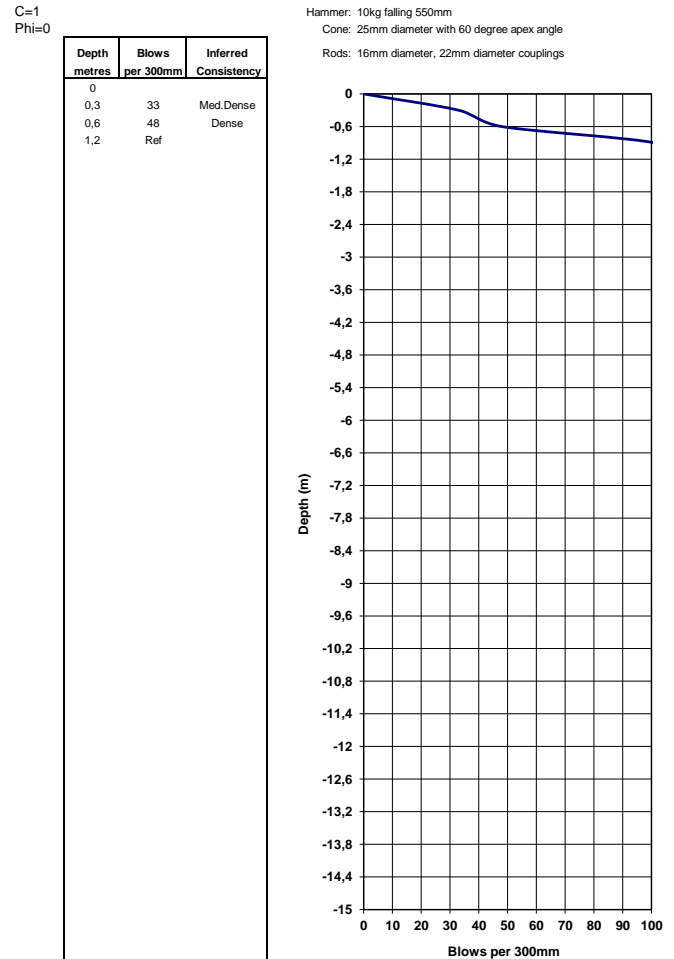 C=1
Phi=0
Hammer: 10kg falling 550mm
Cone: 25mm diameter with 60 degree apex angle
Rods: 16mm diameter, 22mm diameter couplings
Depth Blows Inferred
metres per 300mm Consistency
0
0,3 33 Med.Dense
0,6 48 Dense
1,2 Ref
0
-0,6
-1,2
-1,8
-2,4
-3
-3,6
-4,2
-4,8
-5,4
-6
-6,6
-7,2
-7,8
-8,4
-9
-9,6
-10,2
-10,8
-11,4
-12
-12,6
-13,2
-13,8
-14,4
-15
Depth (m)
0 10 20 30 40 50 60 70 80 90 100
Blows per 300mm